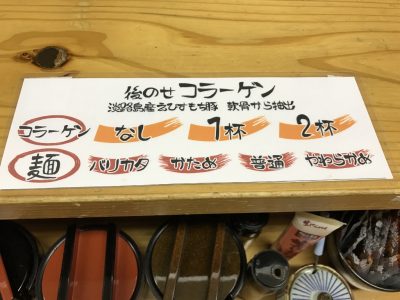 後のせ コラーゲン
淡路島産えびすもち豚 軟骨から抽出
コラーゲン なし 1杯 2杯
麺 バリカタ かため 普通 やわらかめ